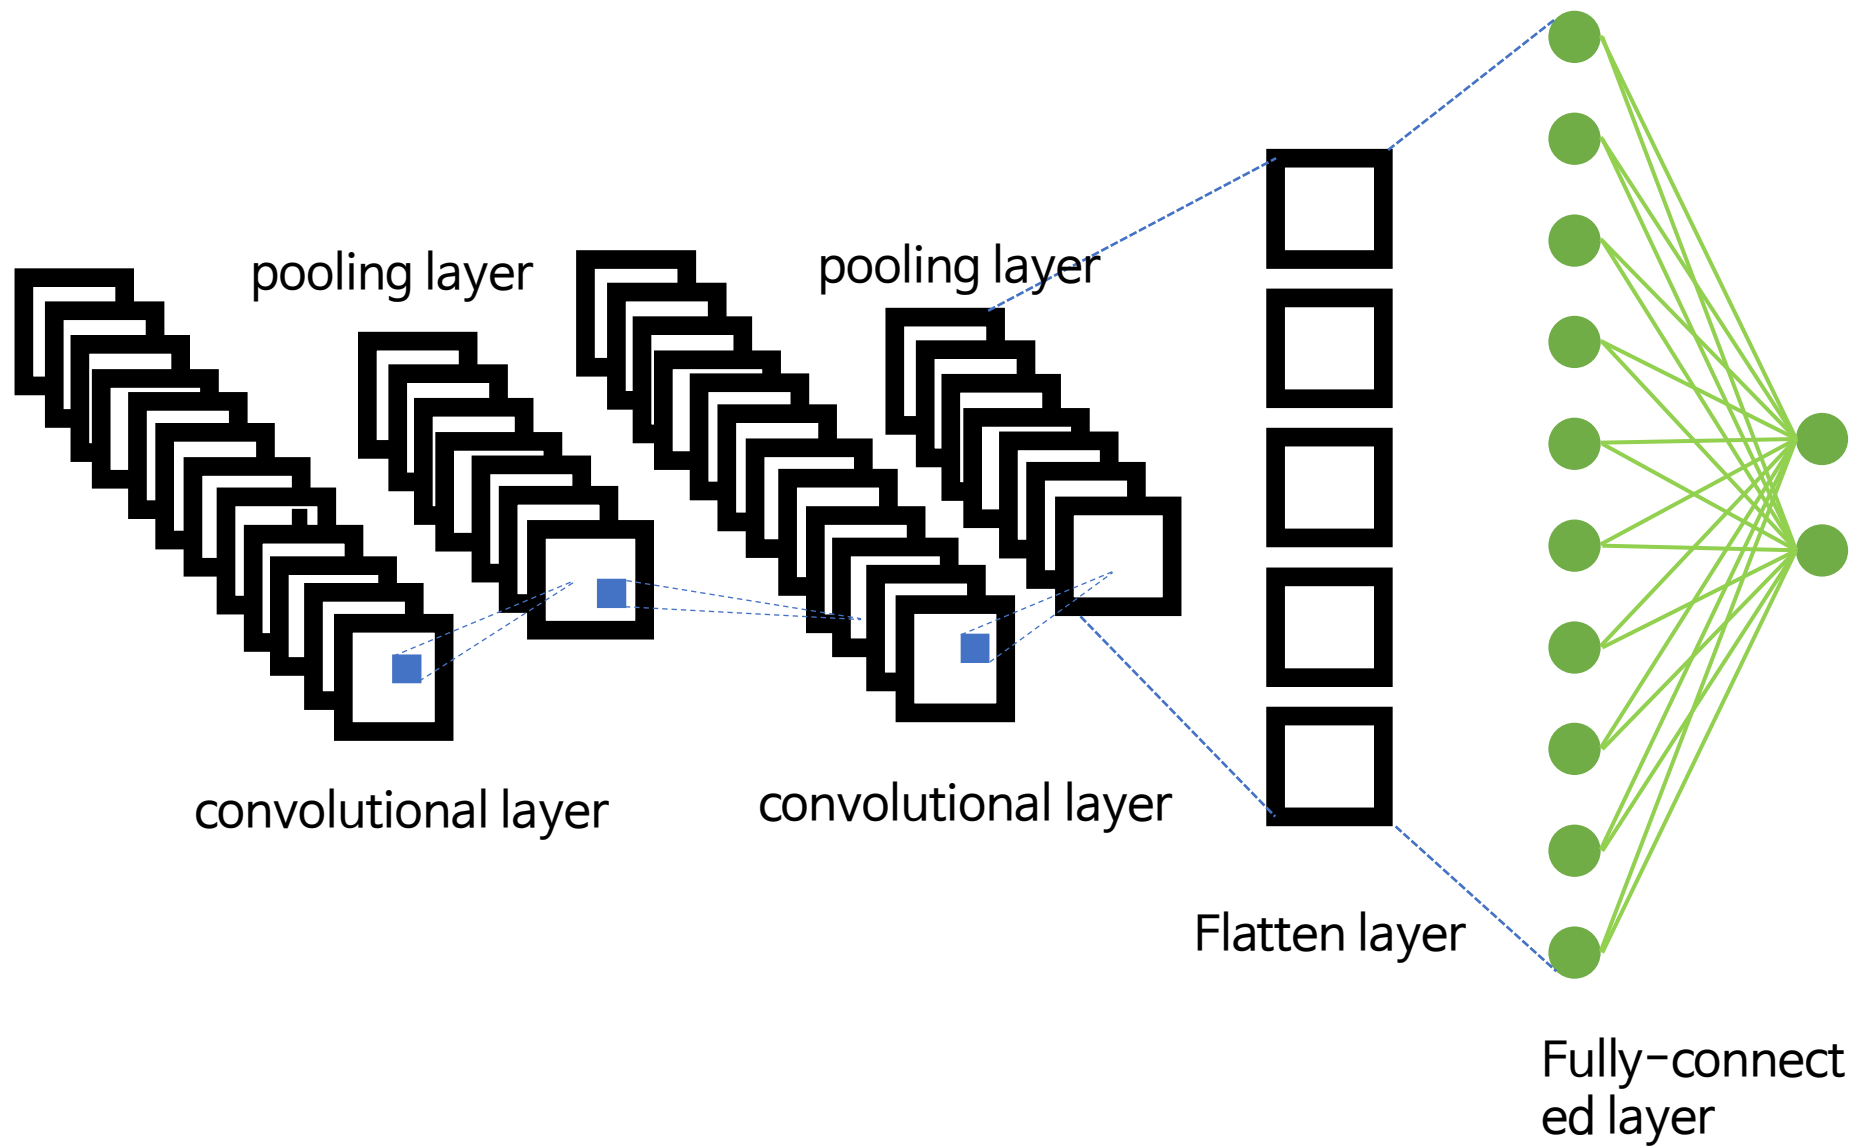 pooling layer
pooling layer
convolutional layer
convolutional layer
Flatten layer
Fully-connect
ed layer